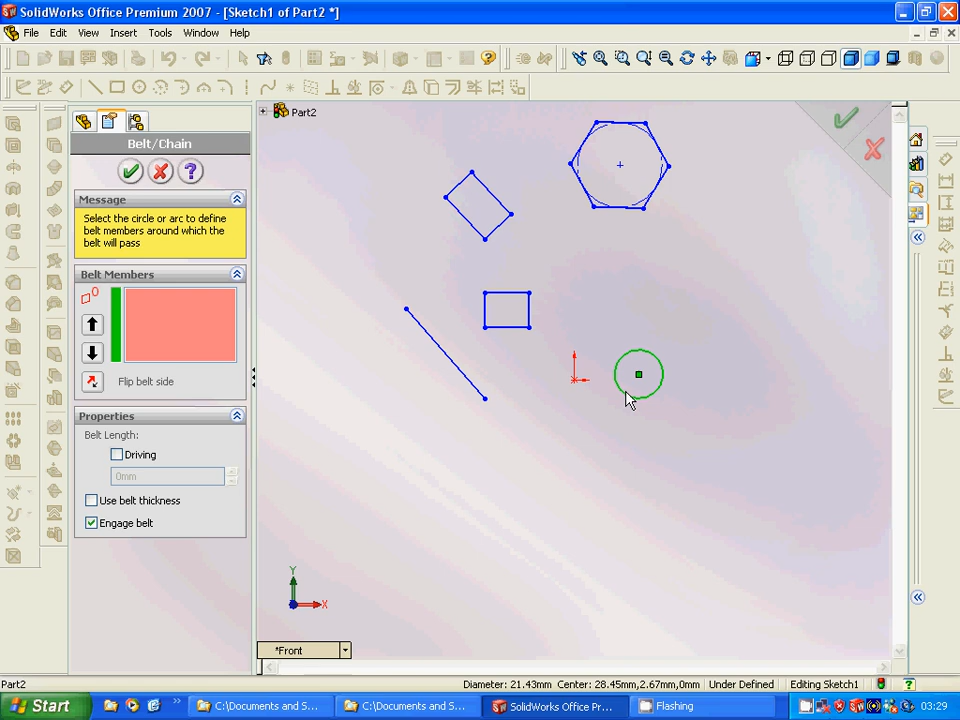 SolidWorks Office Premium 2007 - [Sketch1 of Part2 *]
File Edit View Insert Tools Window Help
Part2
Belt/Chain
Message
Select the circle or arc to define
belt members around which the
belt will pass
Belt Members
0
Flip belt side
Properties
Belt Length:
Driving
0mm
Use belt thickness
Engage belt
Y
X
*Front
Part2 Diameter: 21.43mm Center: 28.45mm,2.67mm,0mm Under Defined Editing Sketch1
Start C:\Documents and S... C:\Documents and S... SolidWorks Office Pr... Flashing 03:29